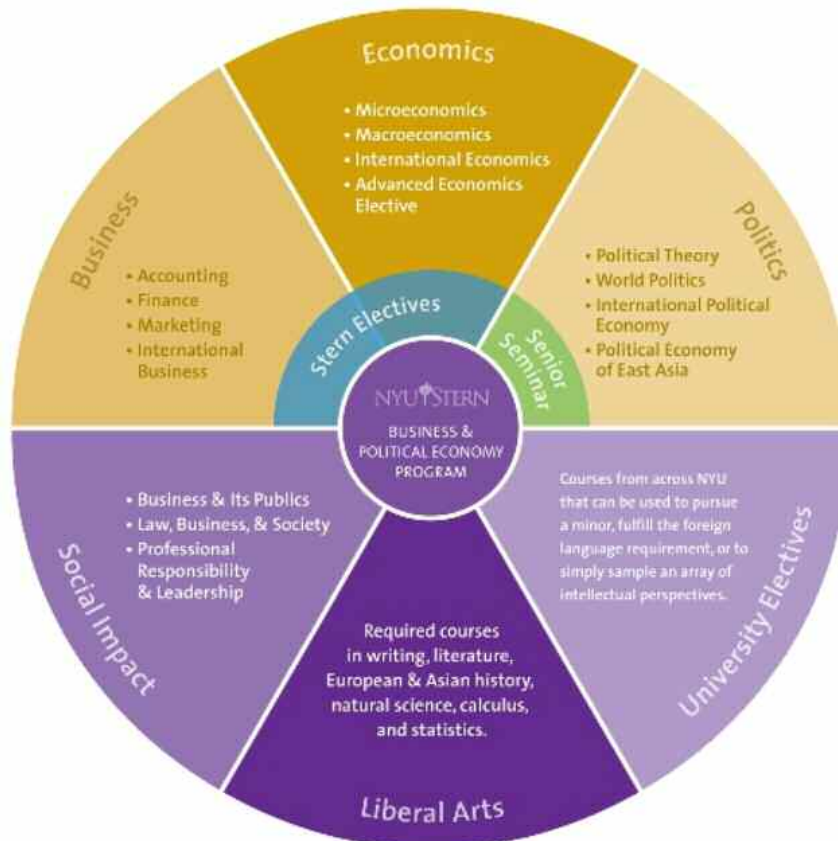 Economics
• Microeconomics
• Macroeconomics
• International Economics
• Advanced Economics
Elective
Business
• Accounting
• Finance
• Marketing
• International
Business
Politics
• Political Theory
• World Politics
• International Political
Economy
• Political Economy
of East Asia
Stern Electives
Senior
Seminar
NYU STERN
BUSINESS &
POLITICAL ECONOMY
PROGRAM
Social Impact
• Business & Its Publics
• Law, Business, & Society
• Professional
Responsibility
& Leadership
University Electives
Courses from across NYU
that can be used to pursue
a minor, fulfill the foreign
language requirement, or to
simply sample an array of
intellectual perspectives.
Required courses
in writing, literature,
European & Asian history,
natural science, calculus,
and statistics.
Liberal Arts